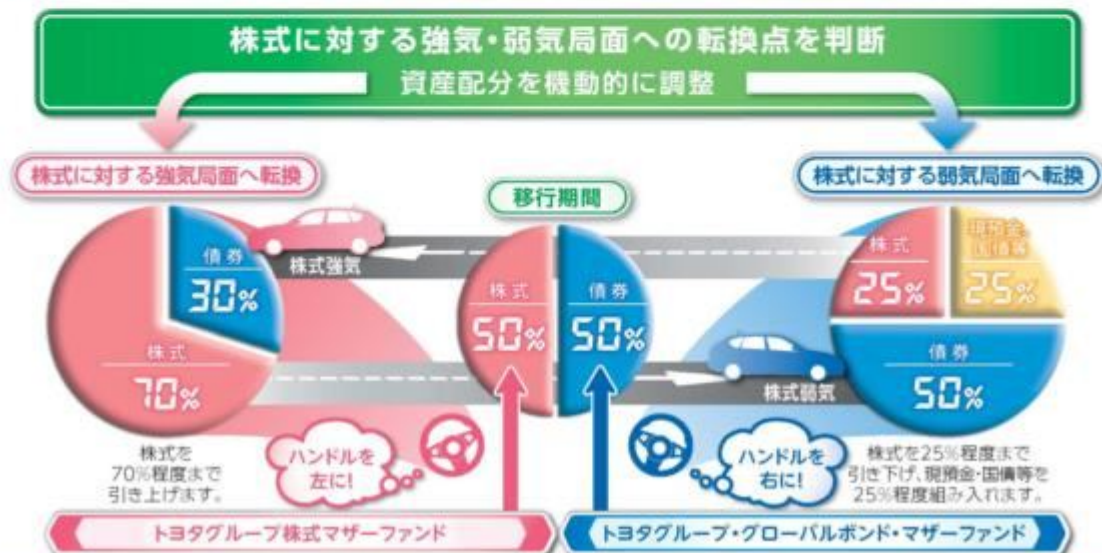 株式に対する強気・弱気局面への転換点を判断
資産配分を機動的に調整
株式に対する強気局面へ転換
移行期間
株式に対する弱気局面へ転換
債券
30%
株式
70%
株式強気
株式
50%
債券
50%
株式
25%
現預金・
国債等
25%
債券
50%
株式弱気
株式を
70%程度まで
引き上げます。
ハンドルを
左に!
ハンドルを
右に!
株式を25%程度まで
引き下げ、現預金・国債等を
25%程度組み入れます。
トヨタグループ株式マザーファンド
トヨタグループ・グローバルボンド・マザーファンド